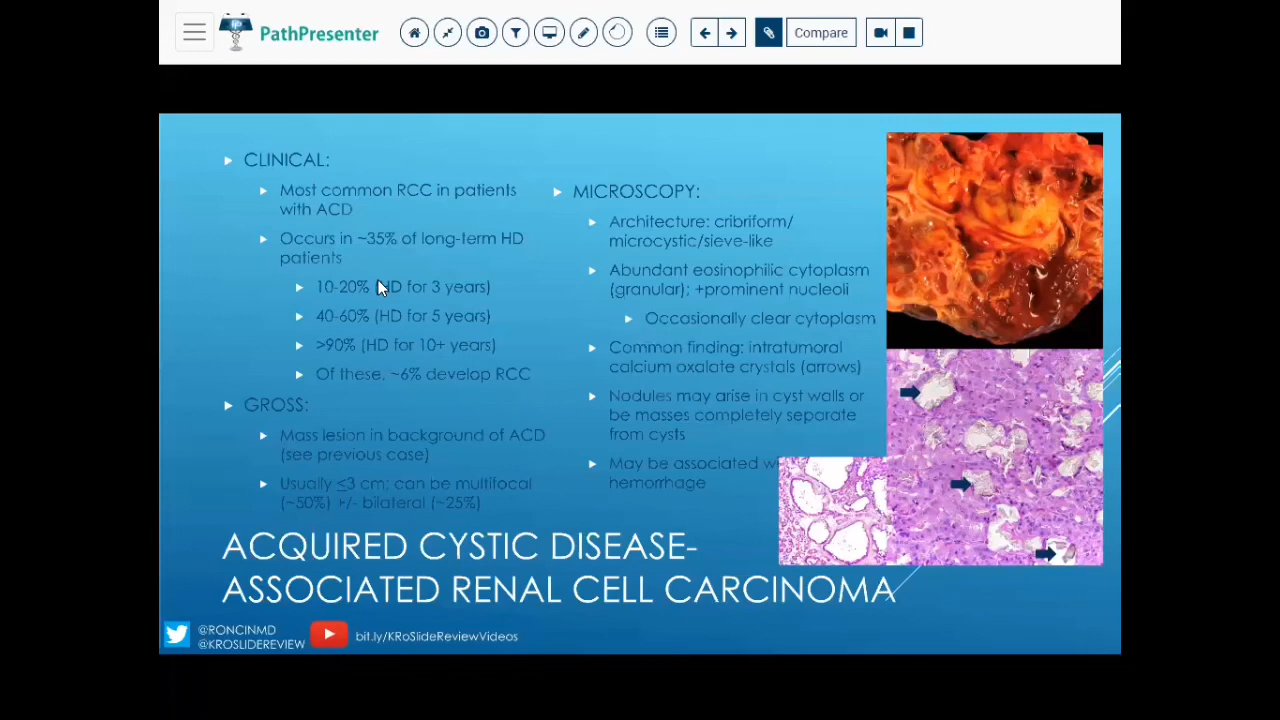 PathPresenter
Compare
CLINICAL:
Most common RCC in patients
with ACD
Occurs in ~35% of long-term HD
patients
10-20% (HD for 3 years)
40-60% (HD for 5 years)
>90% (HD for 10+ years)
Of these, ~6% develop RCC
GROSS:
Mass lesion in background of ACD
(see previous case)
Usually ≤3 cm; can be multifocal
(~50%) +/- bilateral (~25%)
MICROSCOPY:
Architecture: cribriform/
microcystic/sieve-like
Abundant eosinophilic cytoplasm
(granular); +prominent nucleoli
Occasionally clear cytoplasm
Common finding: intratumoral
calcium oxalate crystals (arrows)
Nodules may arise in cyst walls or
be masses completely separate
from cysts
May be associated
hemorrhage
ACQUIRED CYSTIC DISEASE-
ASSOCIATED RENAL CELL CARCINOMA
@RONCINMD
@KROSLIDEREVIEW
bit.ly/KRoSlideReviewVideos